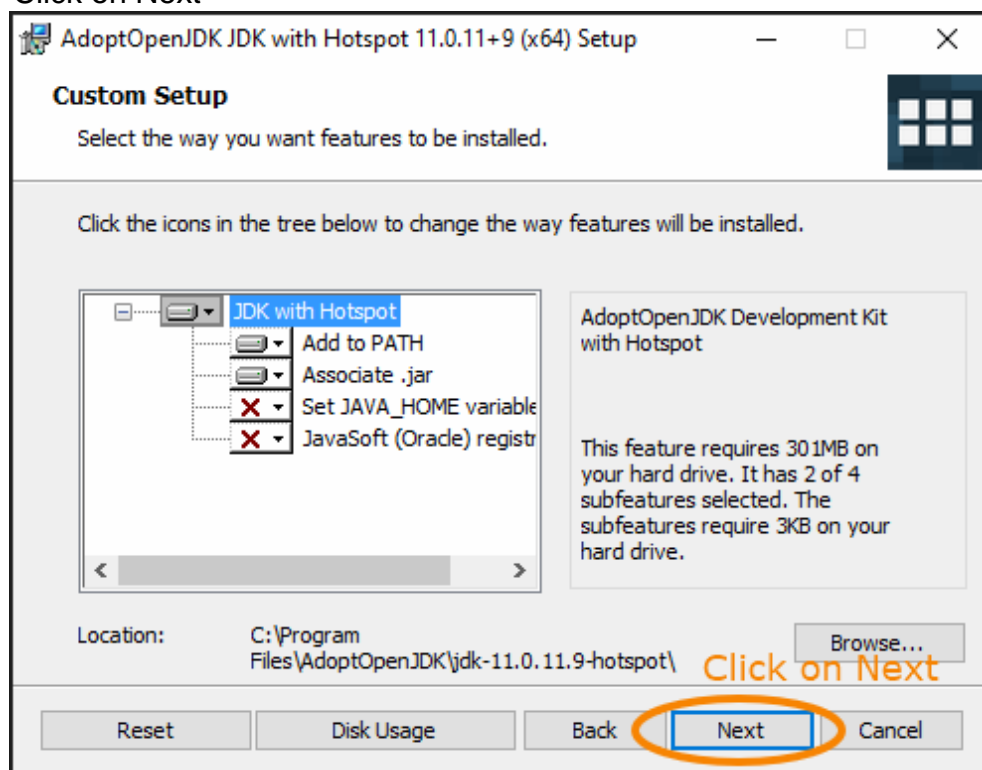 Click on Next
AdoptOpenJDK JDK with Hotspot 11.0.11+9 (x64) Setup
Custom Setup
Select the way you want features to be installed.
Click the icons in the tree below to change the way features will be installed.
JDK with Hotspot
Add to PATH
Associate .jar
Set JAVA_HOME variable
JavaSoft (Oracle) registr
AdoptOpenJDK Development Kit
with Hotspot
This feature requires 301MB on
your hard drive. It has 2 of 4
subfeatures selected. The
subfeatures require 3KB on your
hard drive.
Location:
C:\Program
Files\AdoptOpenJDK\jdk-11.0.11.9-hotspot\
Browse...
Click on Next
Reset
Disk Usage
Back
Next
Cancel